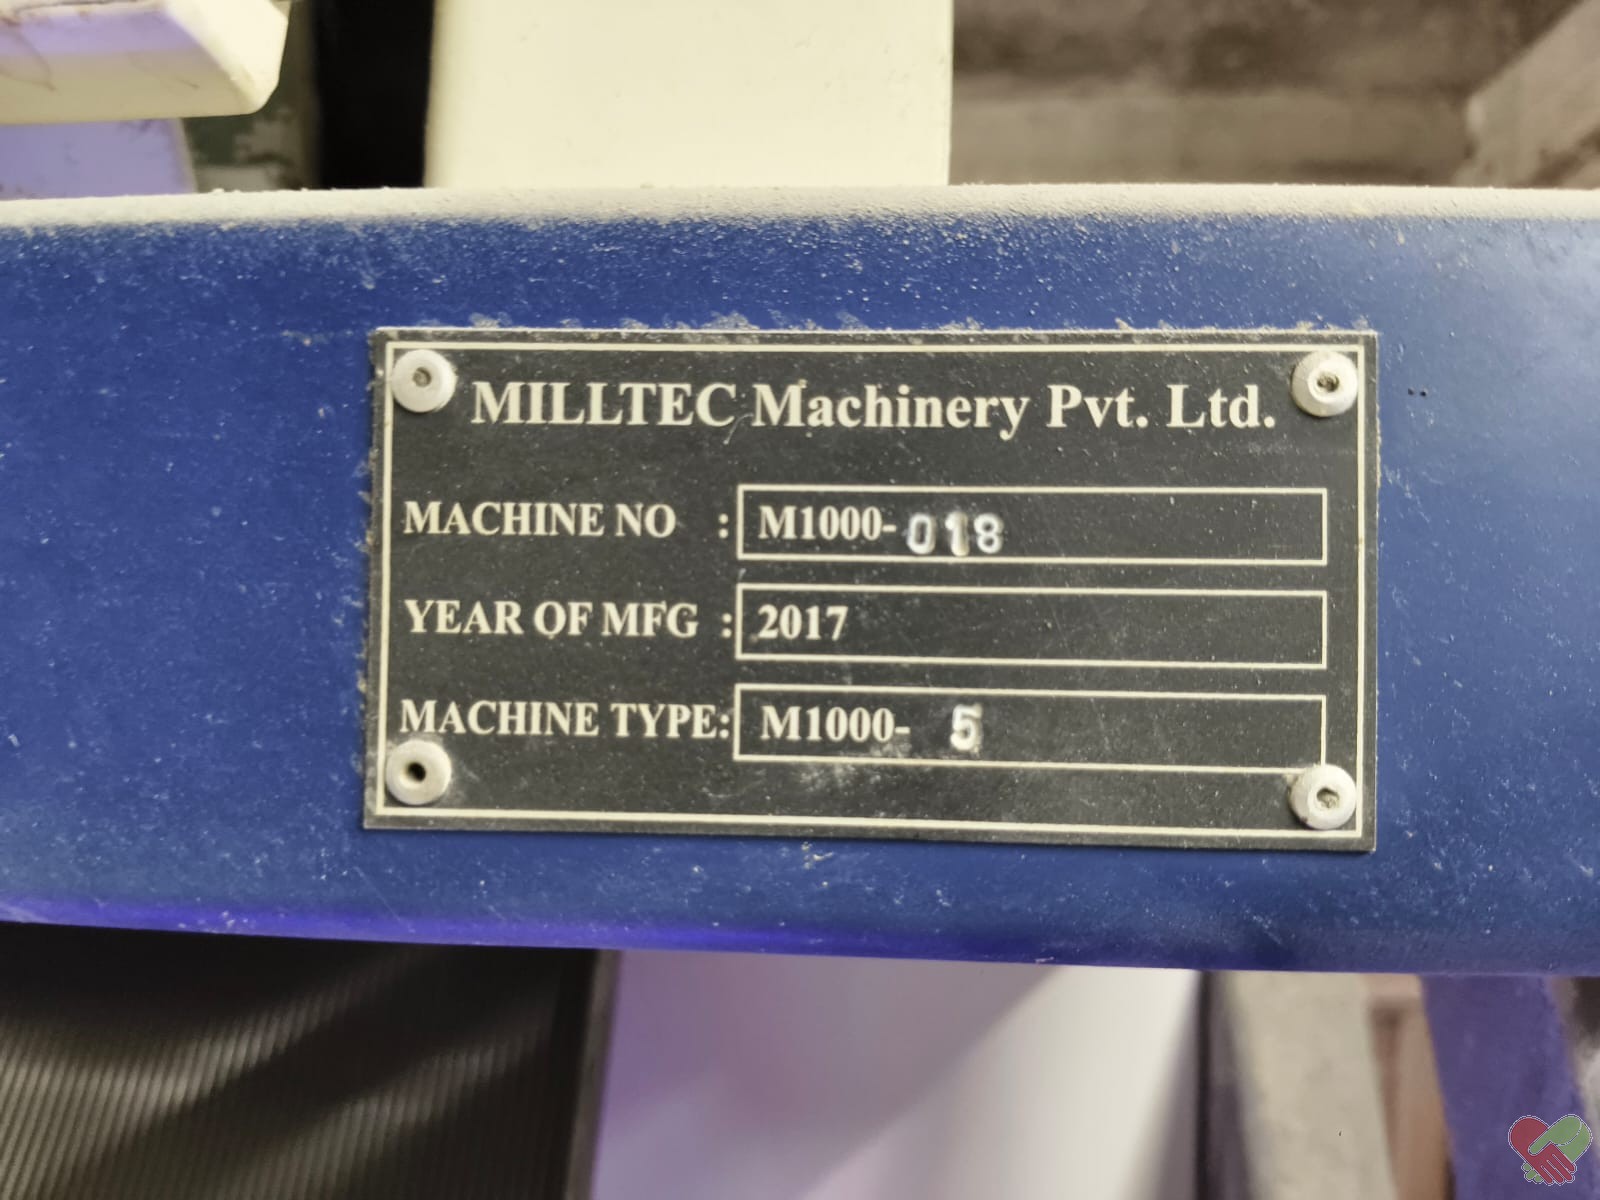 MILLTEC Machinery Pvt. Ltd.
MACHINE NO : M1000-018
YEAR OF MFG : 2017
MACHINE TYPE: M1000- 5